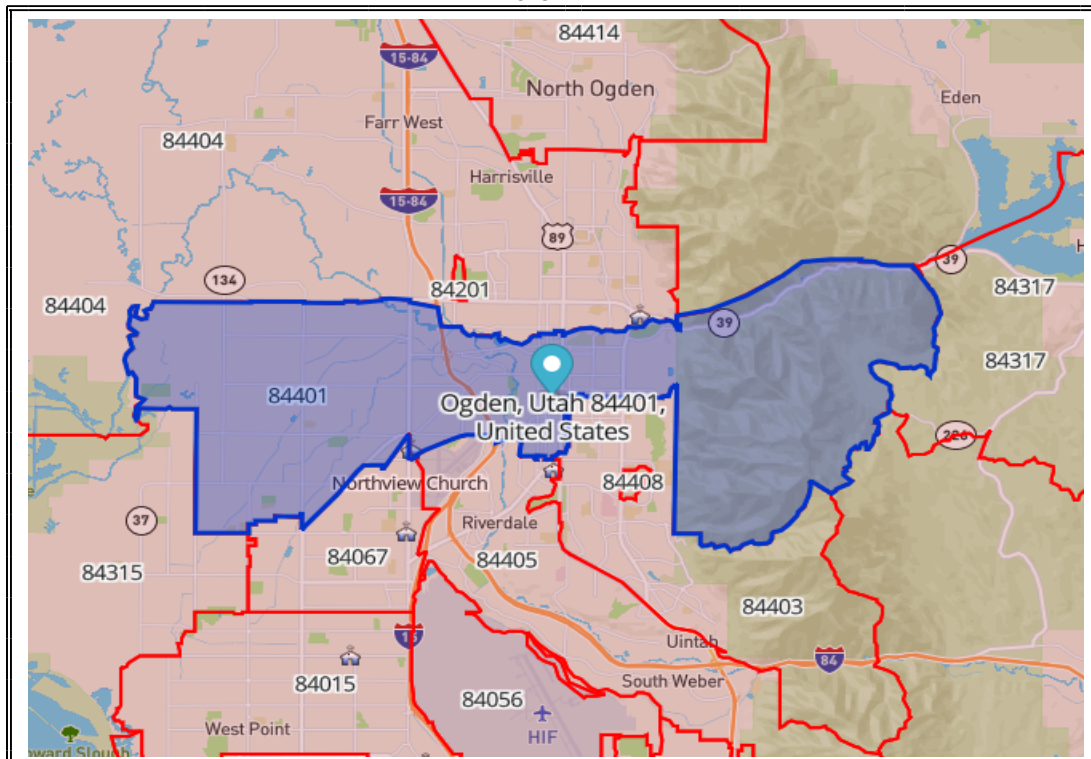 84414
15-84
North Ogden
Eden
Farr West
84404
Harrisville
15-84
89
39
134
84201
84317
84404
39
84317
84401
Ogden, Utah 84401,
United States
226
Northview Church
84408
37
Riverdale
84067
84405
84315
84403
15
Uintah
84
84015
South Weber
84056
West Point
HIF
oward Slough